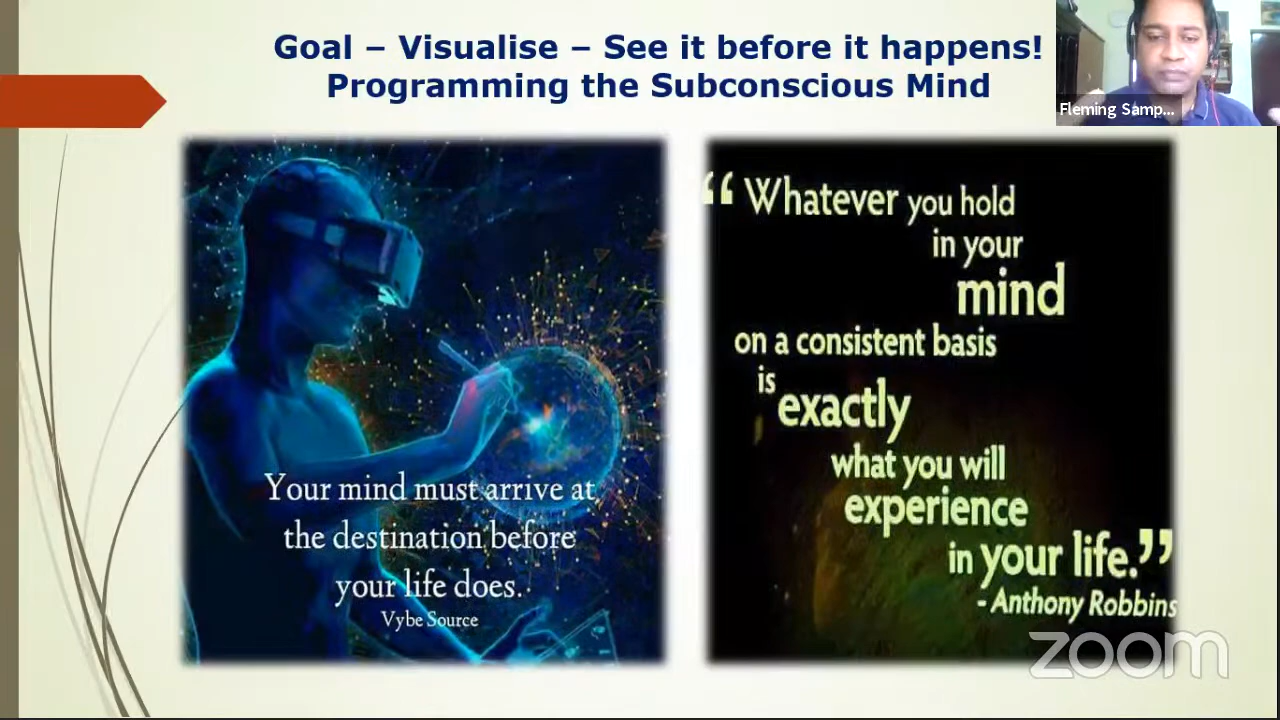 Goal – Visualise – See it before it happens!
Programming the Subconscious Mind
Fleming Samp...
Your mind must arrive at
the destination before
your life does.
Vybe Source
“ Whatever you hold
in your
mind
on a consistent basis
is
exactly
what you will
experience
in your life.”
- Anthony Robbins
zoom